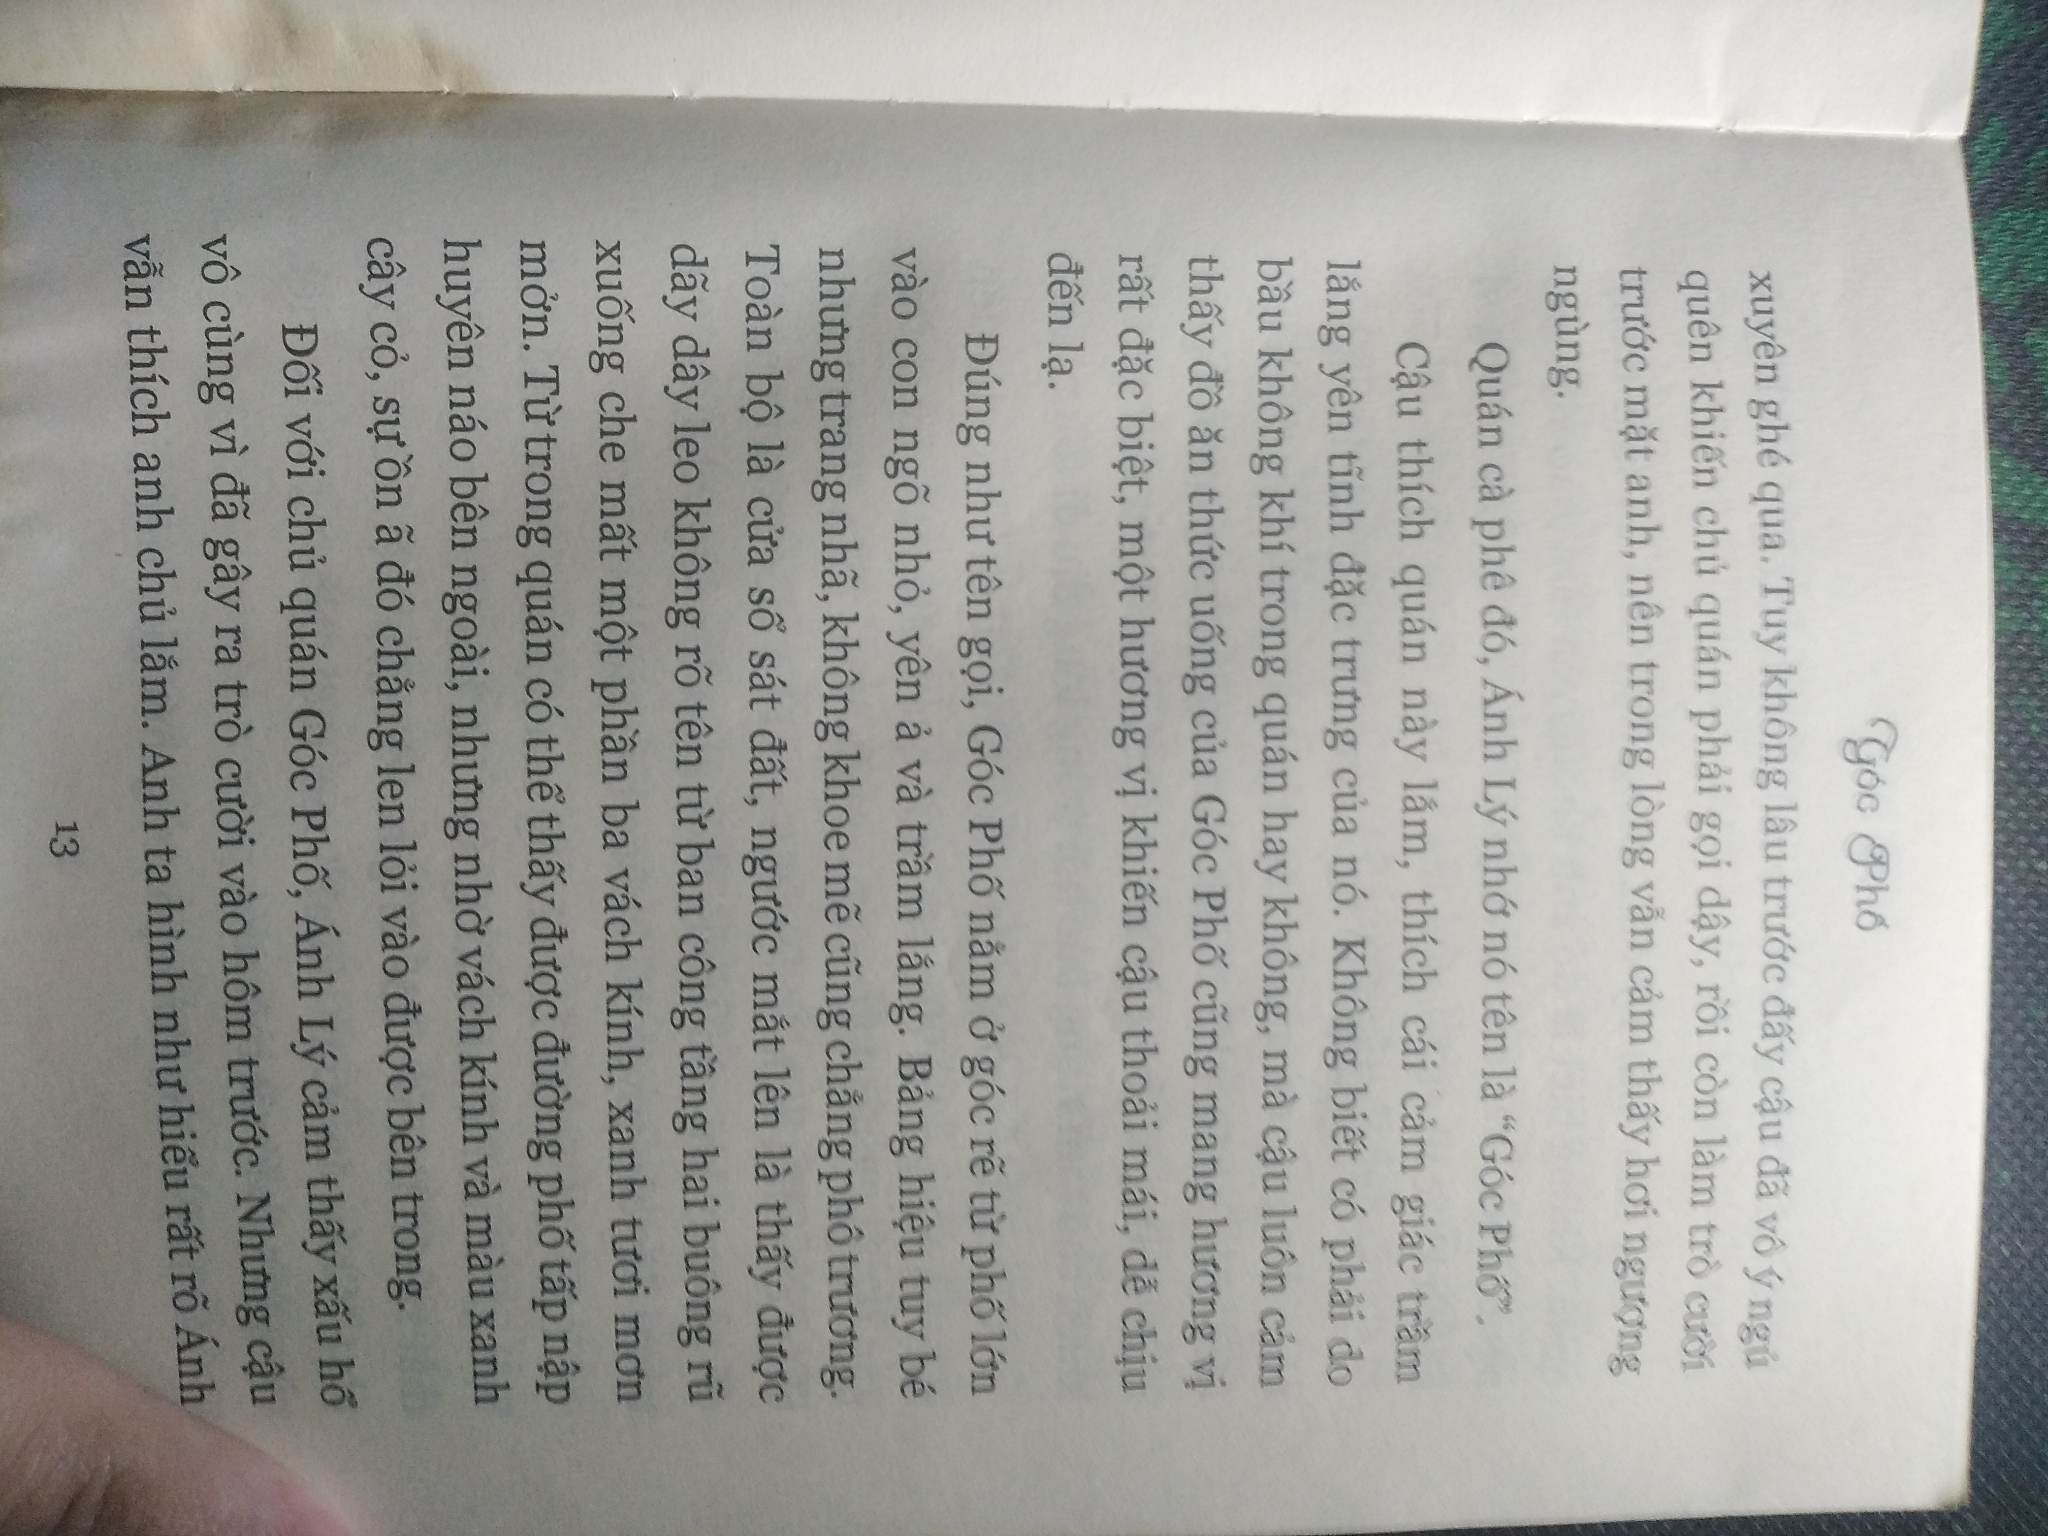 Góc Phố
xuyên ghé qua. Tuy không lâu trước đấy cậu đã vô ý ngủ
quên khiến chủ quán phải gọi dậy, rồi còn làm trò cười
trước mặt anh, nên trong lòng vẫn cảm thấy hơi ngượng
ngùng.
Quán cà phê đó, Ánh Lý nhớ nó tên là “Góc Phố”.
Cậu thích quán này lắm, thích cái cảm giác trầm
lắng yên tĩnh đặc trưng của nó. Không biết có phải do
bầu không khí trong quán hay không, mà cậu luôn cảm
thấy đồ ăn thức uống của Góc Phố cũng mang hương vị
rất đặc biệt, một hương vị khiến cậu thoải mái, dễ chịu
đến lạ.
Đúng như tên gọi, Góc Phố nằm ở góc rẽ từ phố lớn
vào con ngõ nhỏ, yên ả và trầm lắng. Bảng hiệu tuy bé
nhưng trang nhã, không khoe mẽ cũng chẳng phô trương.
Toàn bộ là cửa sổ sát đất, ngước mắt lên là thấy được
dãy dây leo không rõ tên từ ban công tầng hai buông rũ
xuống che mất một phần ba vách kính, xanh tươi mơn
mởn. Từ trong quán có thể thấy được đường phố tấp nập
huyên náo bên ngoài, nhưng nhờ vách kính và màu xanh
cây cỏ, sự ồn ã đó chẳng len lỏi vào được bên trong.
Đối với chủ quán Góc Phố, Ánh Lý cảm thấy xấu hổ
vô cùng vì đã gây ra trò cười vào hôm trước. Nhưng cậu
vẫn thích anh chủ lắm. Anh ta hình như hiểu rất rõ Ánh
13